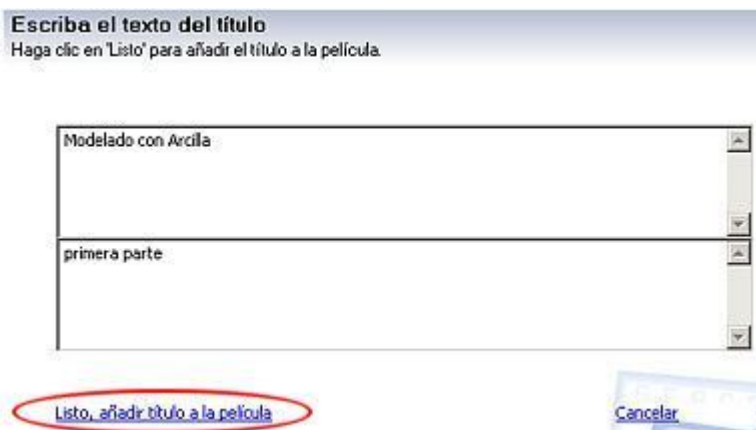 Escriba el texto del título
Haga clic en 'Listo' para añadir el título a la película.
Modelado con Arcilla
primera parte
Listo, añadir título a la película
Cancelar